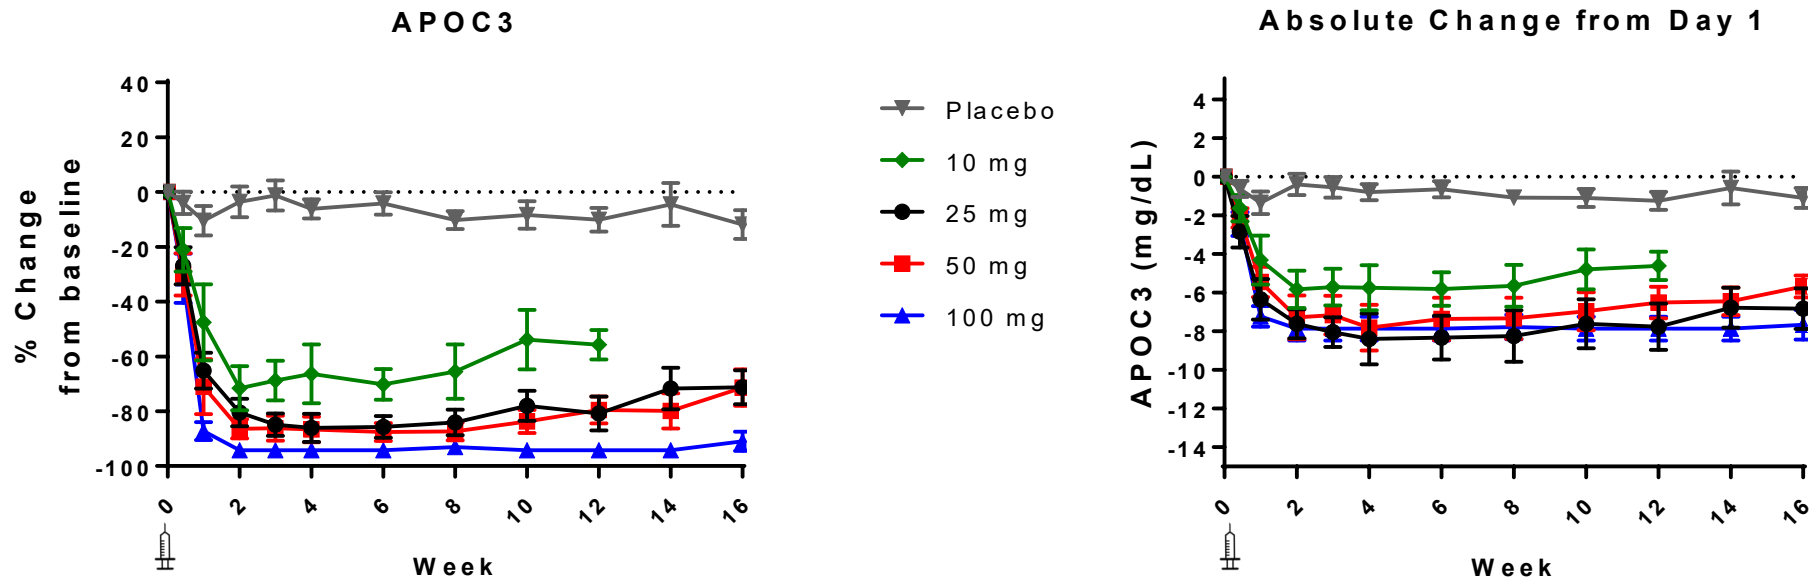 APOC3
% Change
from baseline
40
20
0
-20
-40
-60
-80
-100
0 2 4 6 8 10 12 14 16
Week
Placebo
10 mg
25 mg
50 mg
100 mg
Absolute Change from Day 1
APOC3 (mg/dL)
4
2
0
-2
-4
-6
-8
-10
-12
-14
0 2 4 6 8 10 12 14 16
Week